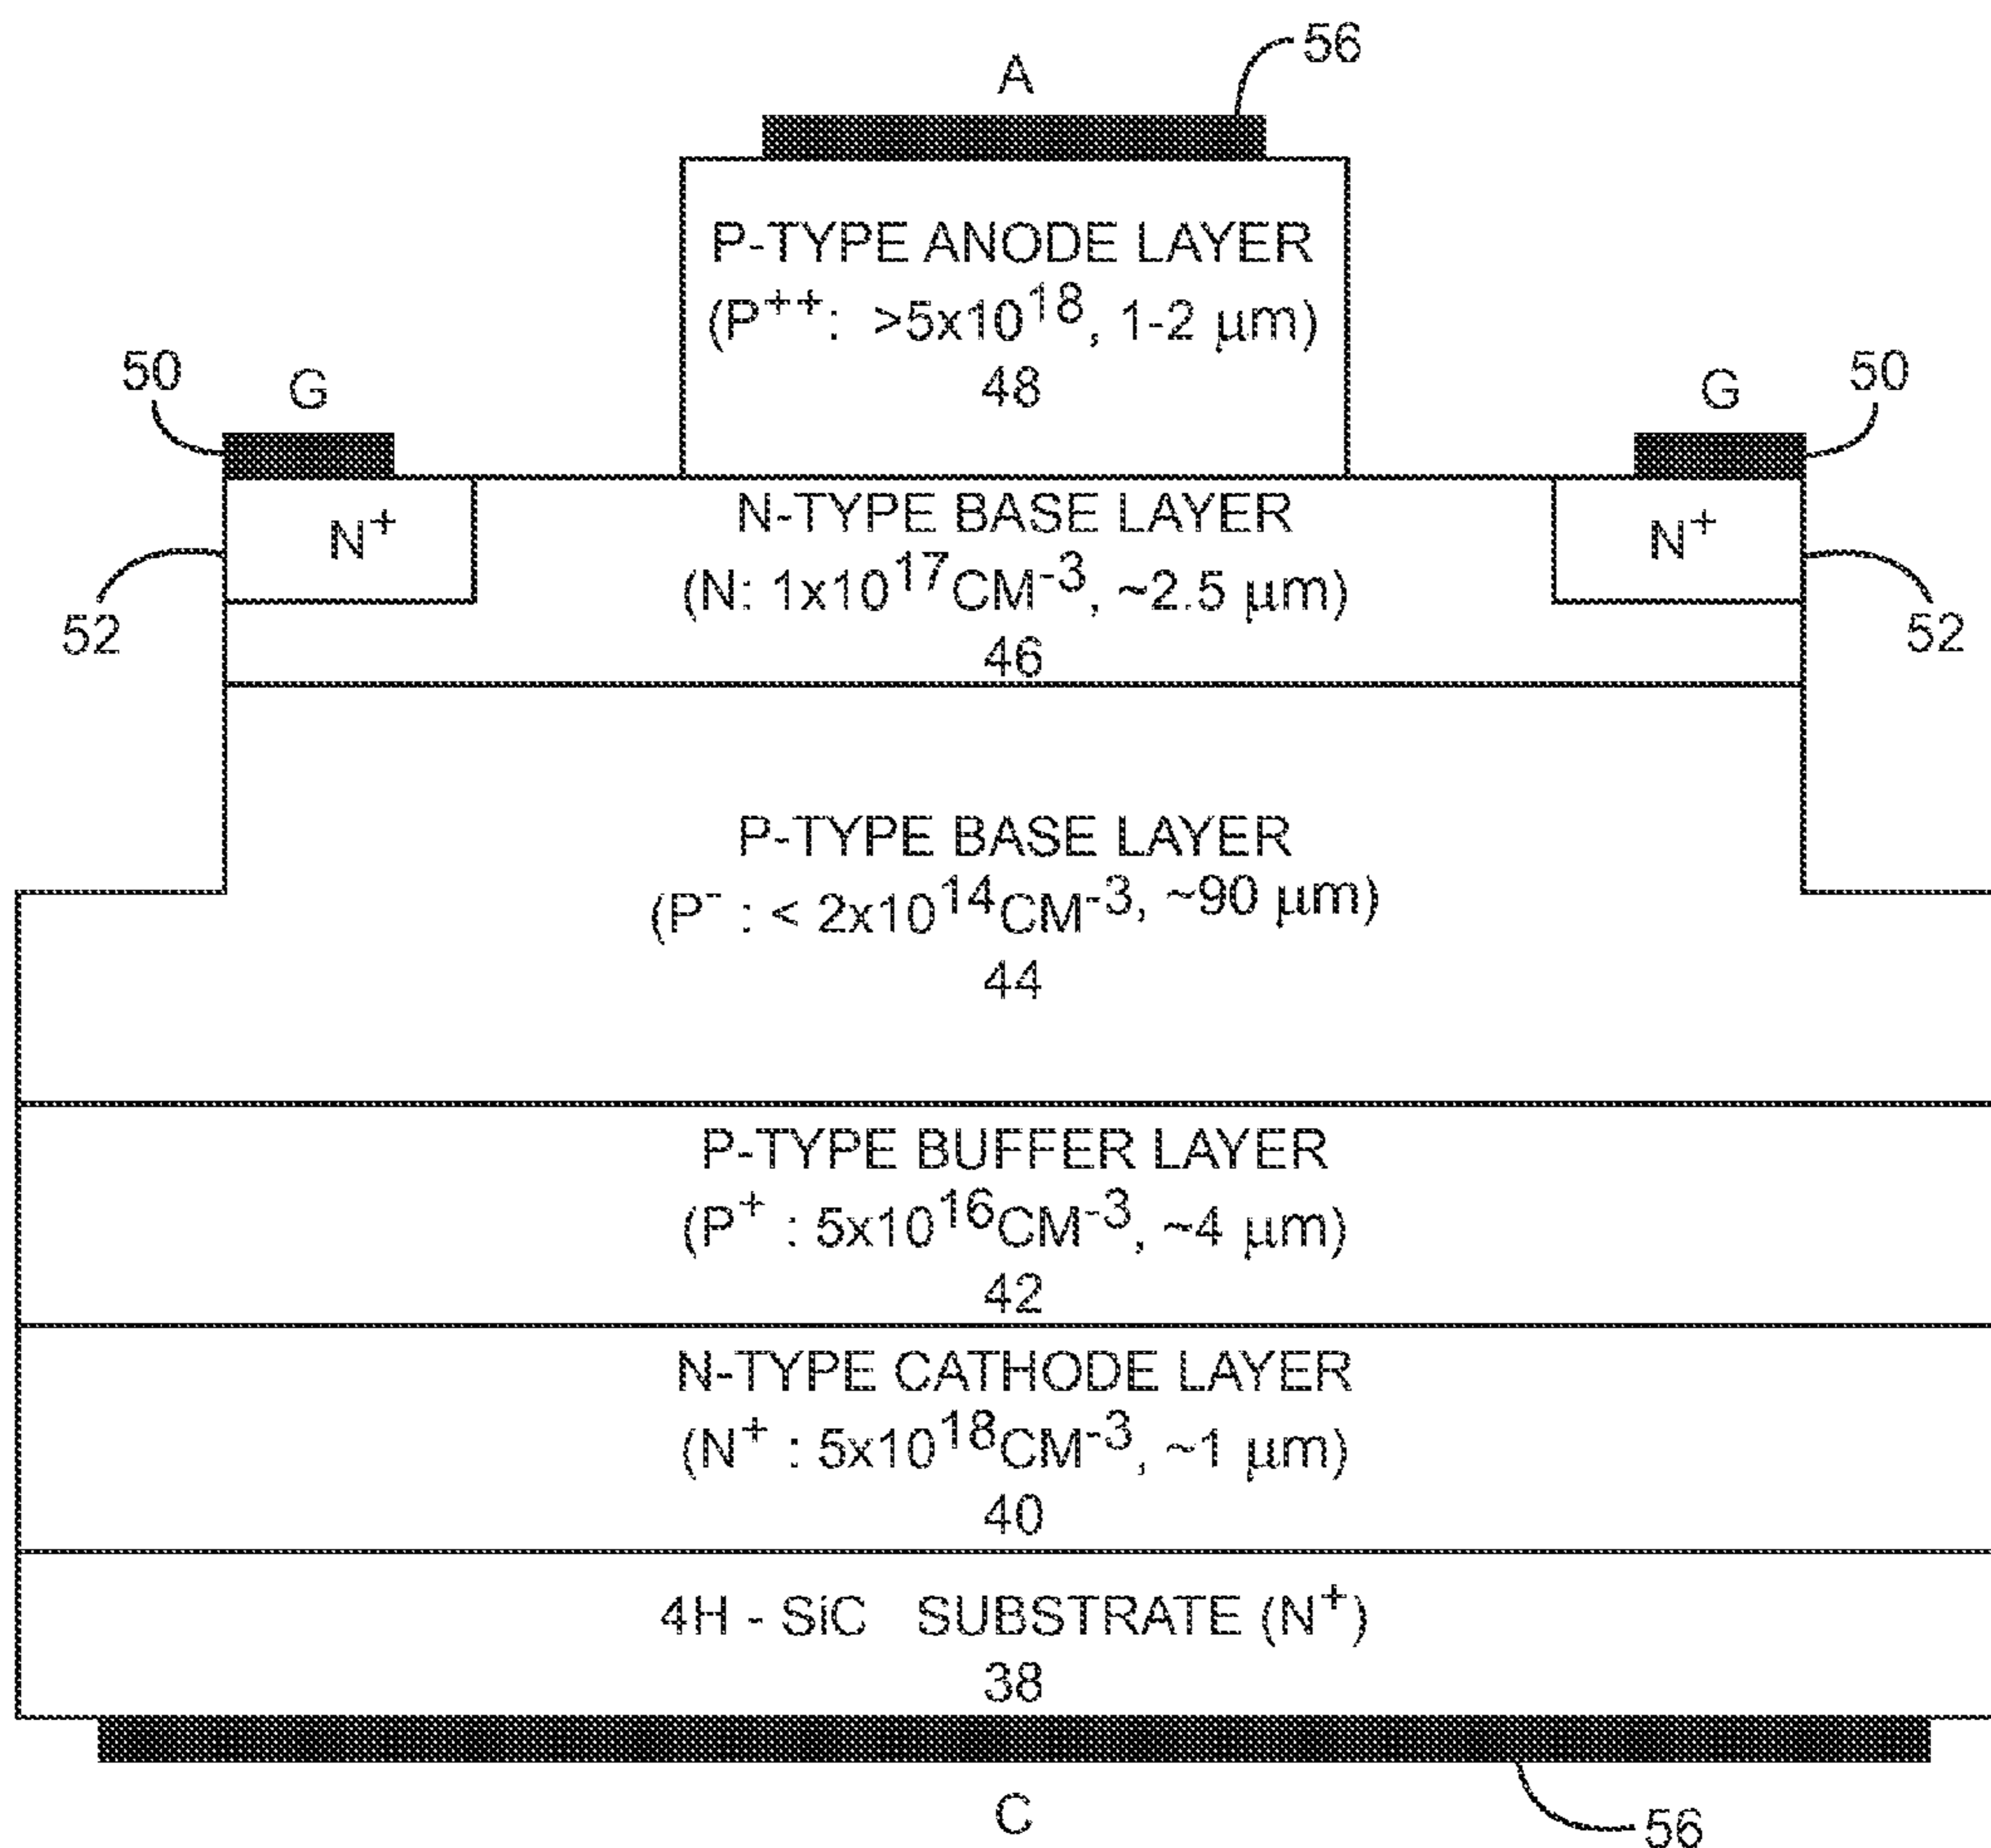 56
A
P-TYPE ANODE LAYER
(P++: >5x10^18, 1-2 μm)
48
50
G
G
50
N+
N-TYPE BASE LAYER
N+
(N: 1x10^17CM^-3, ~2.5 μm)
52
46
52
P-TYPE BASE LAYER
(P^- : < 2x10^14CM^-3, ~90 μm)
44
P-TYPE BUFFER LAYER
(P+ : 5x10^16CM^-3, ~4 μm)
42
N-TYPE CATHODE LAYER
(N+ : 5x10^18CM^-3, ~1 μm)
40
4H - SiC SUBSTRATE (N+)
38
C
56